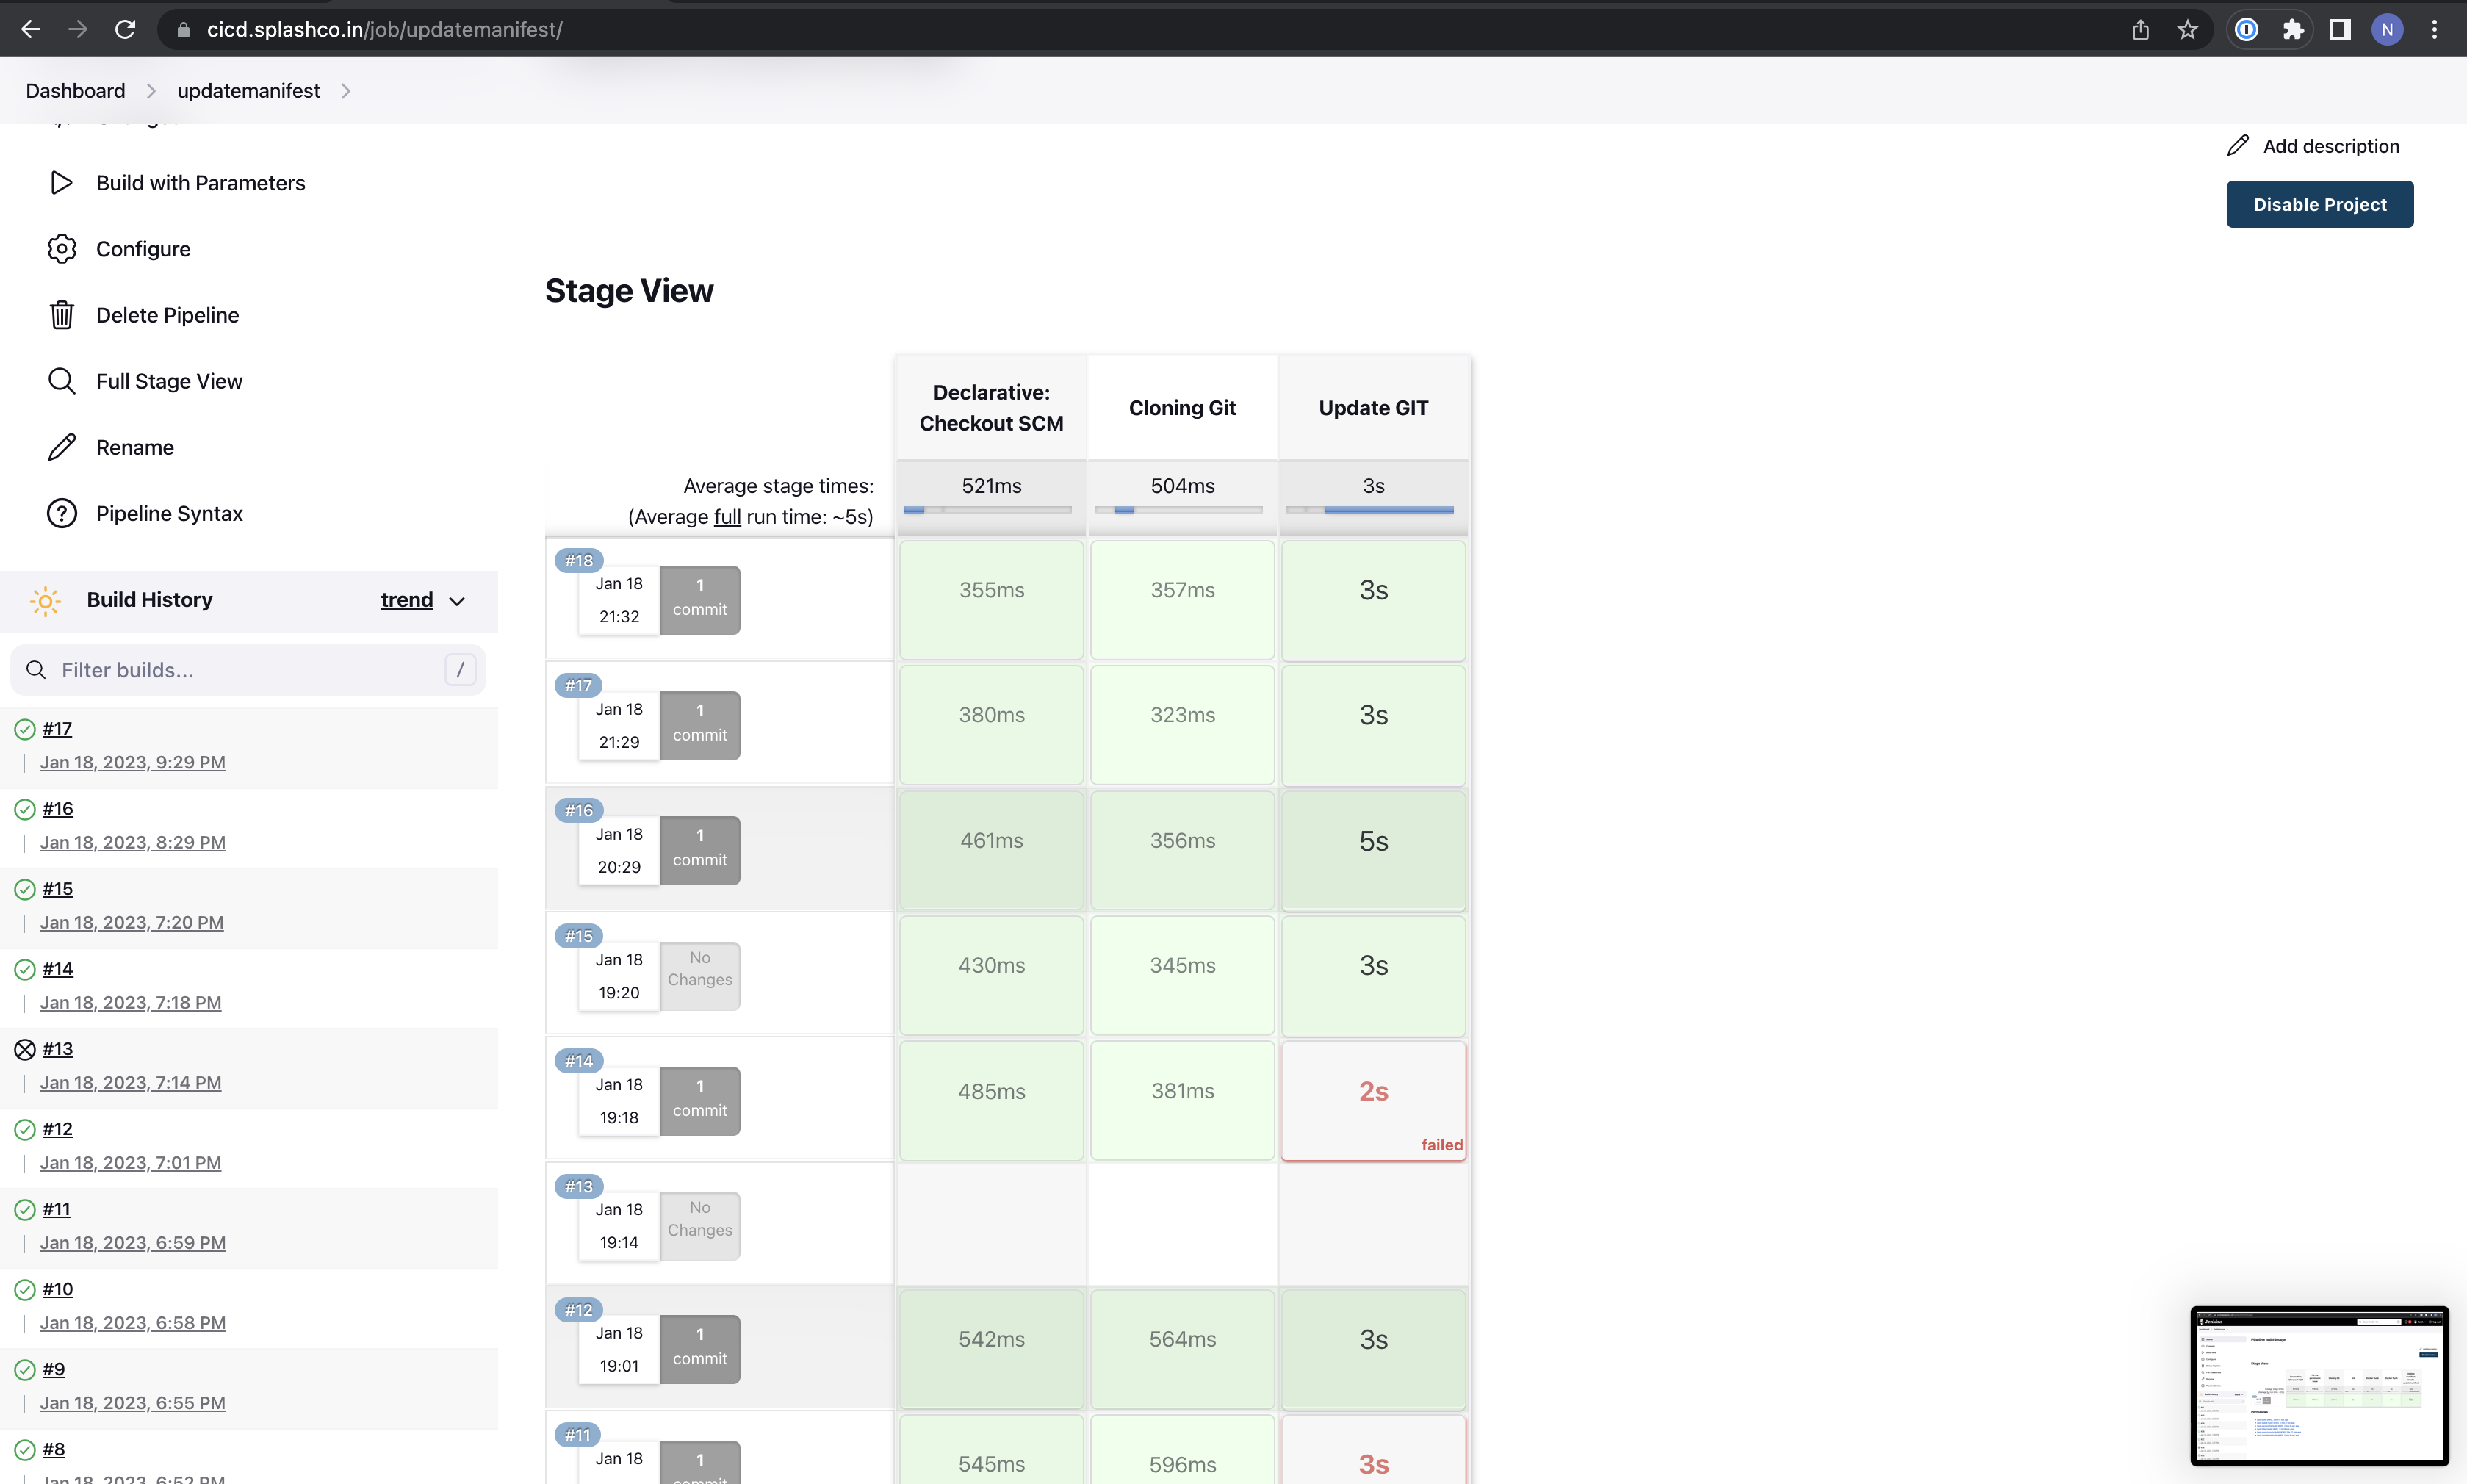 cicd.splashco.in/job/updatemanifest/
N
Dashboard
updatemanifest
Add description
Disable Project
Build with Parameters
Configure
Delete Pipeline
Full Stage View
Rename
Pipeline Syntax
Build History
trend
Filter builds...
/
#17
Jan 18, 2023, 9:29 PM
#16
Jan 18, 2023, 8:29 PM
#15
Jan 18, 2023, 7:20 PM
#14
Jan 18, 2023, 7:18 PM
#13
Jan 18, 2023, 7:14 PM
#12
Jan 18, 2023, 7:01 PM
#11
Jan 18, 2023, 6:59 PM
#10
Jan 18, 2023, 6:58 PM
#9
Jan 18, 2023, 6:55 PM
#8
Jan 18, 2023, 6:52 PM
Stage View
Declarative:
Checkout SCM
Cloning Git
Update GIT
Average stage times:
(Average full run time: ~5s)
521ms
504ms
3s
#18
Jan 18
21:32
1
commit
355ms
357ms
3s
#17
Jan 18
21:29
1
commit
380ms
323ms
3s
#16
Jan 18
20:29
1
commit
461ms
356ms
5s
#15
Jan 18
19:20
No
Changes
430ms
345ms
3s
#14
Jan 18
19:18
1
commit
485ms
381ms
2s
failed
#13
Jan 18
19:14
No
Changes
#12
Jan 18
19:01
1
commit
542ms
564ms
3s
#11
Jan 18
1
commit
545ms
596ms
3s